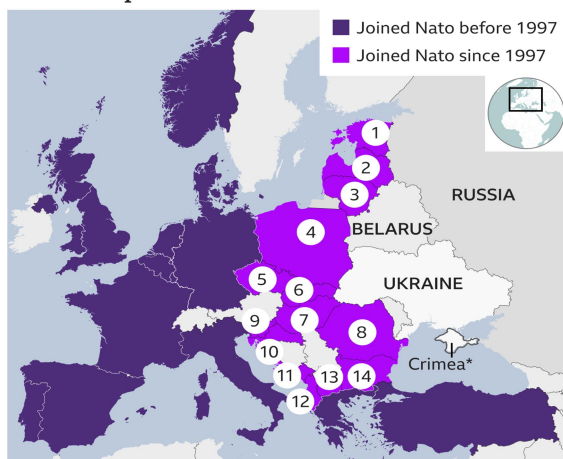 Joined Nato before 1997
Joined Nato since 1997
1
2
3
RUSSIA
4
BELARUS
5
6
UKRAINE
7
9
8
10
Crimea*
11
13
14
12